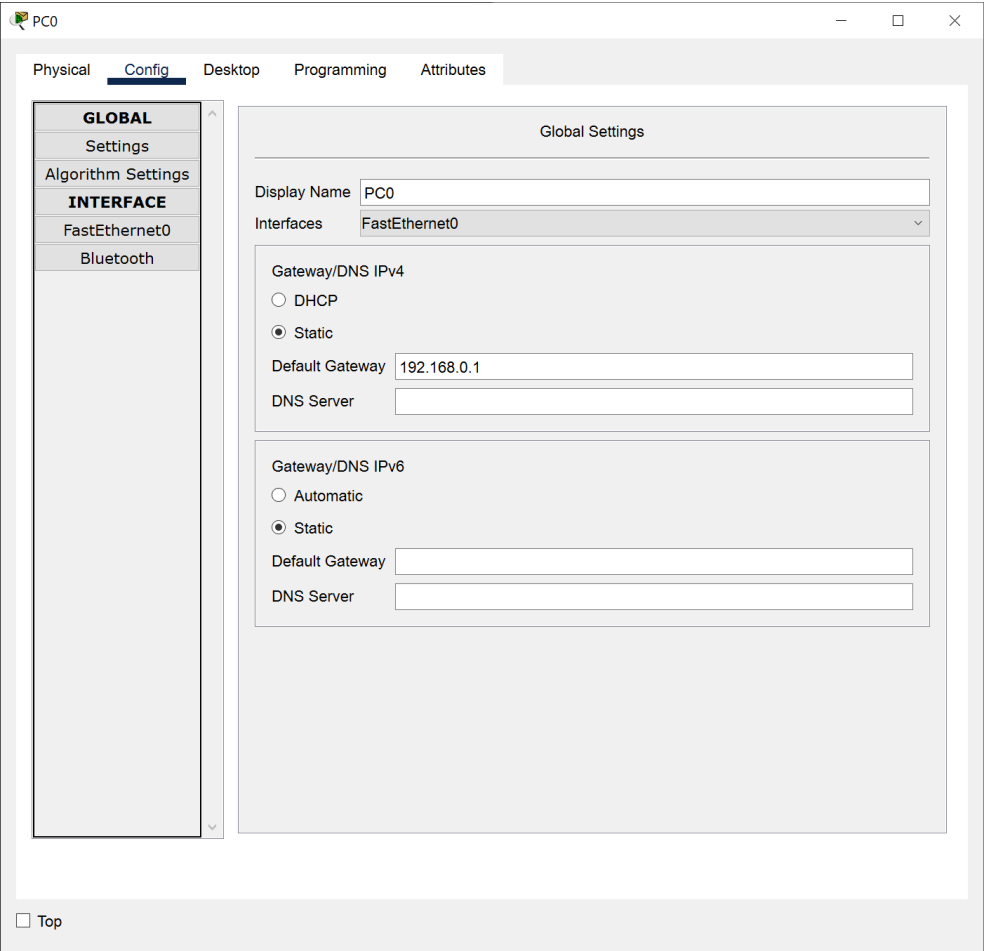 PC0
Physical Config Desktop Programming Attributes
GLOBAL
Settings
Algorithm Settings
INTERFACE
FastEthernet0
Bluetooth
Global Settings
Display Name PC0
Interfaces FastEthernet0
Gateway/DNS IPv4
DHCP
Static
Default Gateway 192.168.0.1
DNS Server
Gateway/DNS IPv6
Automatic
Static
Default Gateway
DNS Server
Top